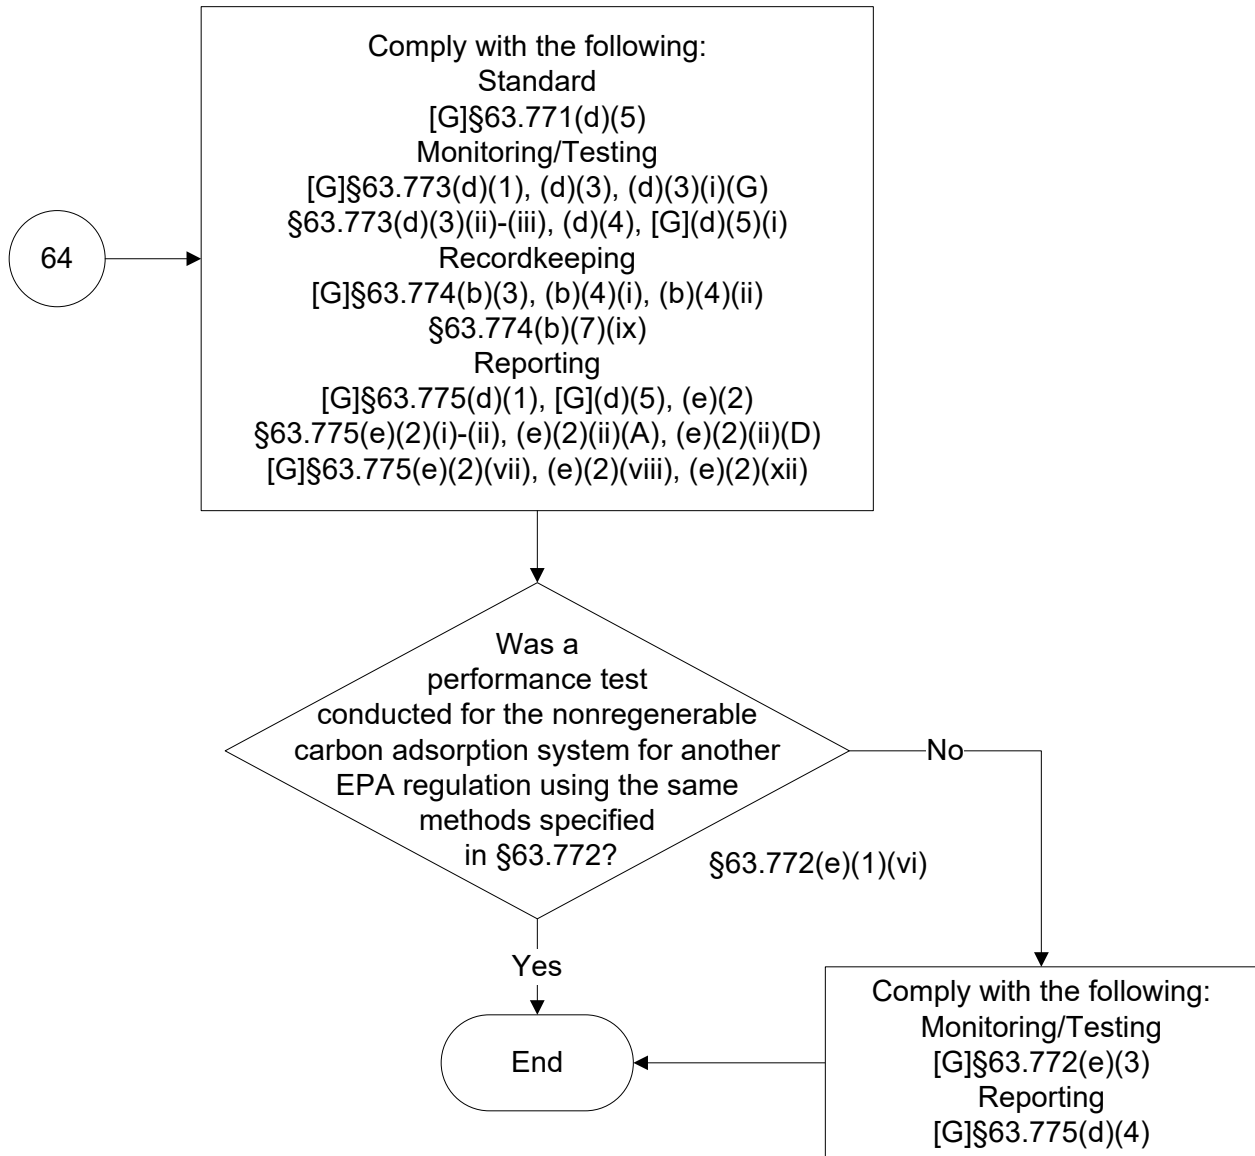 64
Comply with the following:
Standard
[G]§63.771(d)(5)
Monitoring/Testing
[G]§63.773(d)(1), (d)(3), (d)(3)(i)(G)
§63.773(d)(3)(ii)-(iii), (d)(4), [G](d)(5)(i)
Recordkeeping
[G]§63.774(b)(3), (b)(4)(i), (b)(4)(ii)
§63.774(b)(7)(ix)
Reporting
[G]§63.775(d)(1), [G](d)(5), (e)(2)
§63.775(e)(2)(i)-(ii), (e)(2)(ii)(A), (e)(2)(ii)(D)
[G]§63.775(e)(2)(vii), (e)(2)(viii), (e)(2)(xii)
Was a
performance test
conducted for the nonregenerable
carbon adsorption system for another
EPA regulation using the same
methods specified
in §63.772?
No
§63.772(e)(1)(vi)
Yes
End
Comply with the following:
Monitoring/Testing
[G]§63.772(e)(3)
Reporting
[G]§63.775(d)(4)